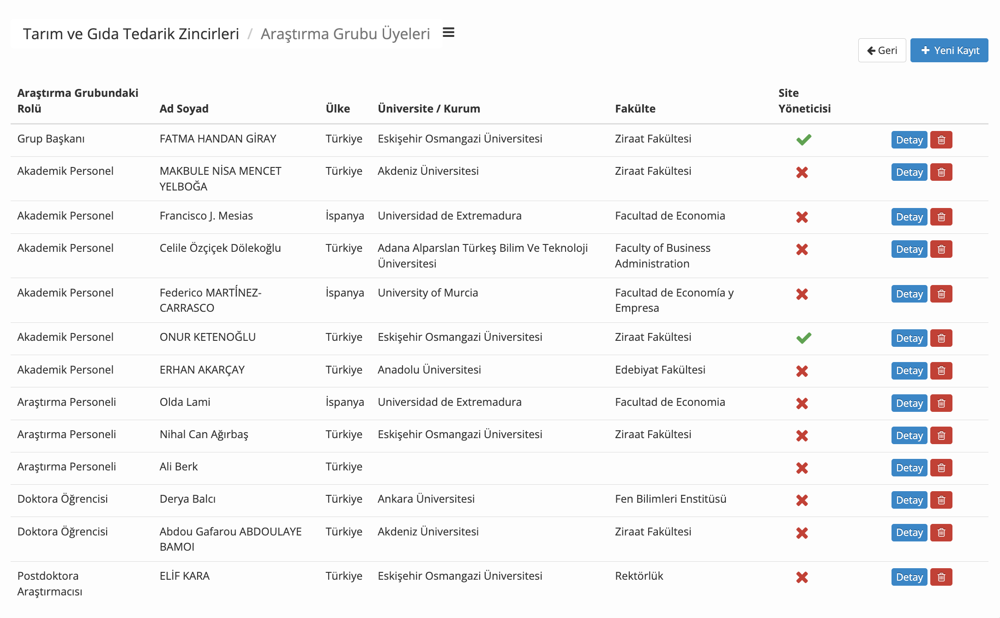 Tarım ve Gıda Tedarik Zincirleri / Araştırma Grubu Üyeleri
Geri
Yeni Kayıt
Araştırma Grubundaki Rolü Ad Soyad Ülke Üniversite / Kurum Fakülte Site Yöneticisi
Grup Başkanı FATMA HANDAN GİRAY Türkiye Eskişehir Osmangazi Üniversitesi Ziraat Fakültesi Detay
Akademik Personel MAKBULE NİSA MENCET YELBOĞA Türkiye Akdeniz Üniversitesi Ziraat Fakültesi Detay
Akademik Personel Francisco J. Mesias İspanya Universidad de Extremadura Facultad de Economia Detay
Akademik Personel Celile Özçiçek Dölekoğlu Türkiye Adana Alparslan Türkeş Bilim Ve Teknoloji Üniversitesi Faculty of Business Administration Detay
Akademik Personel Federico MARTÍNEZ-CARRASCO İspanya University of Murcia Facultad de Economía y Empresa Detay
Akademik Personel ONUR KETENOĞLU Türkiye Eskişehir Osmangazi Üniversitesi Ziraat Fakültesi Detay
Akademik Personel ERHAN AKARÇAY Türkiye Anadolu Üniversitesi Edebiyat Fakültesi Detay
Araştırma Personeli Olda Lami İspanya Universidad de Extremadura Facultad de Economia Detay
Araştırma Personeli Nihal Can Ağırbaş Türkiye Eskişehir Osmangazi Üniversitesi Ziraat Fakültesi Detay
Araştırma Personeli Ali Berk Türkiye Detay
Doktora Öğrencisi Derya Balcı Türkiye Ankara Üniversitesi Fen Bilimleri Enstitüsü Detay
Doktora Öğrencisi Abdou Gafarou ABDOULAYE BAMOI Türkiye Akdeniz Üniversitesi Ziraat Fakültesi Detay
Postdoktora Araştırmacısı ELİF KARA Türkiye Eskişehir Osmangazi Üniversitesi Rektörlük Detay